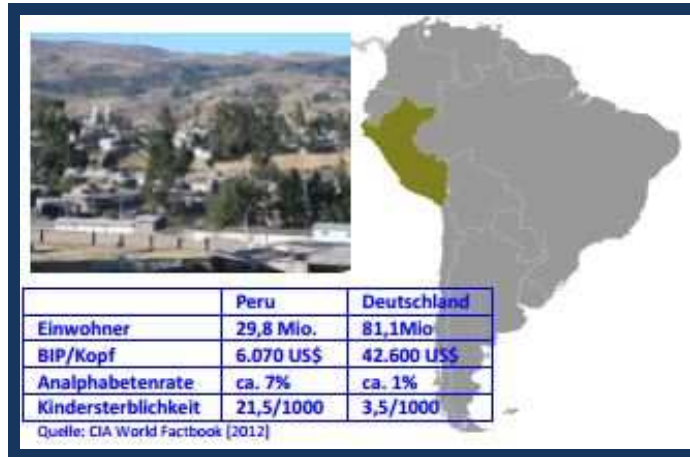 Peru Deutschland
Einwohner 29,8 Mio. 81,1Mio
BIP/Kopf 6.070 US$ 42.600 US$
Analphabetenrate ca. 7% ca. 1%
Kindersterblichkeit 21,5/1000 3,5/1000
Quelle: CIA World Factbook [2012]